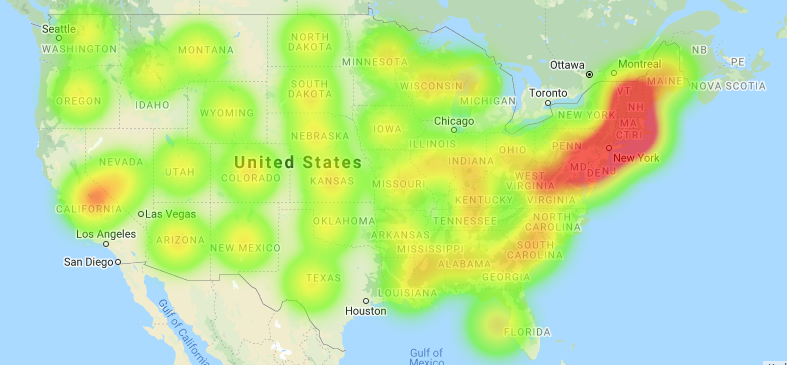 Seattle
WASHINGTON
MONTANA
NORTH
DAKOTA
MINNESOTA
Ottawa
Montreal
NB
PE
MAINE
NOVA SCOTIA
OREGON
IDAHO
WYOMING
SOUTH
DAKOTA
WISCONSIN
MICHIGAN
Toronto
VT
NH
NEW YORK
MA
CT RI
Chicago
IOWA
NEBRASKA
ILLINOIS
INDIANA
OHIO
PENN
New York
NEVADA
UTAH
United States
COLORADO
KANSAS
MISSOURI
WEST
VIRGINIA
MD
DE
NJ
KENTUCKY
VIRGINIA
CALIFORNIA
Las Vegas
OKLAHOMA
ARKANSAS
TENNESSEE
NORTH
CAROLINA
Los Angeles
ARIZONA
NEW MEXICO
MISSISSIPPI
SOUTH
CAROLINA
San Diego
ALABAMA
GEORGIA
TEXAS
LOUISIANA
Houston
FLORIDA
Gulf of
California
Gulf of
Mexico